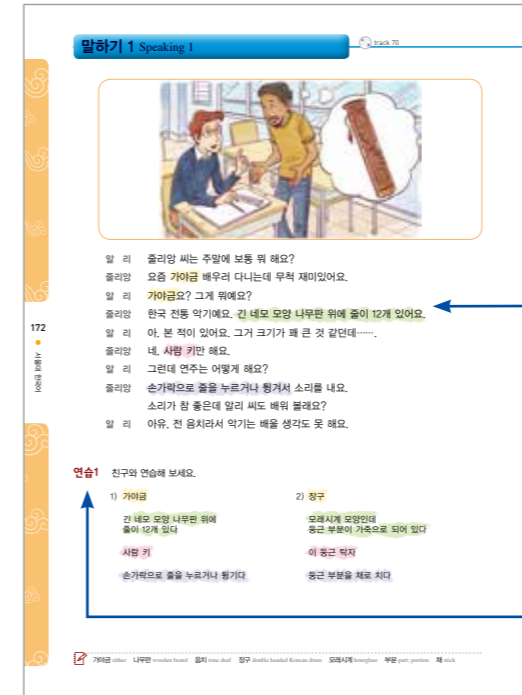 말하기 1 Speaking 1
track 70
알 리 줄리앙 씨는 주말에 보통 뭐 해요?
줄리앙 요즘 가야금 배우러 다니는데 무척 재미있어요.
알 리 가야금요? 그게 뭐예요?
줄리앙 한국 전통 악기예요. 긴 네모 모양 나무판 위에 줄이 12개 있어요.
알 리 아, 본 적이 있어요. 그거 크기가 꽤 큰 것 같던데…….
줄리앙 네, 사람 키만 해요.
알 리 그런데 연주는 어떻게 해요?
줄리앙 손가락으로 줄을 누르거나 튕겨서 소리를 내요.
소리가 참 좋은데 알리 씨도 배워 볼래요?
알 리 아유, 전 음치라서 악기는 배울 생각도 못 해요.
172
서울대 한국어
연습1 친구와 연습해 보세요.
1) 가야금
긴 네모 모양 나무판 위에
줄이 12개 있다
사람 키
손가락으로 줄을 누르거나 튕기다
2) 장구
모래시계 모양인데
둥근 부분이 가죽으로 되어 있다
이 둥근 탁자
둥근 부분을 채로 치다
가야금 zither 나무판 wooden board 음치 tone deaf 장구 double headed Korean drum 모래시계 hourglass 부분 part, portion 채 stick